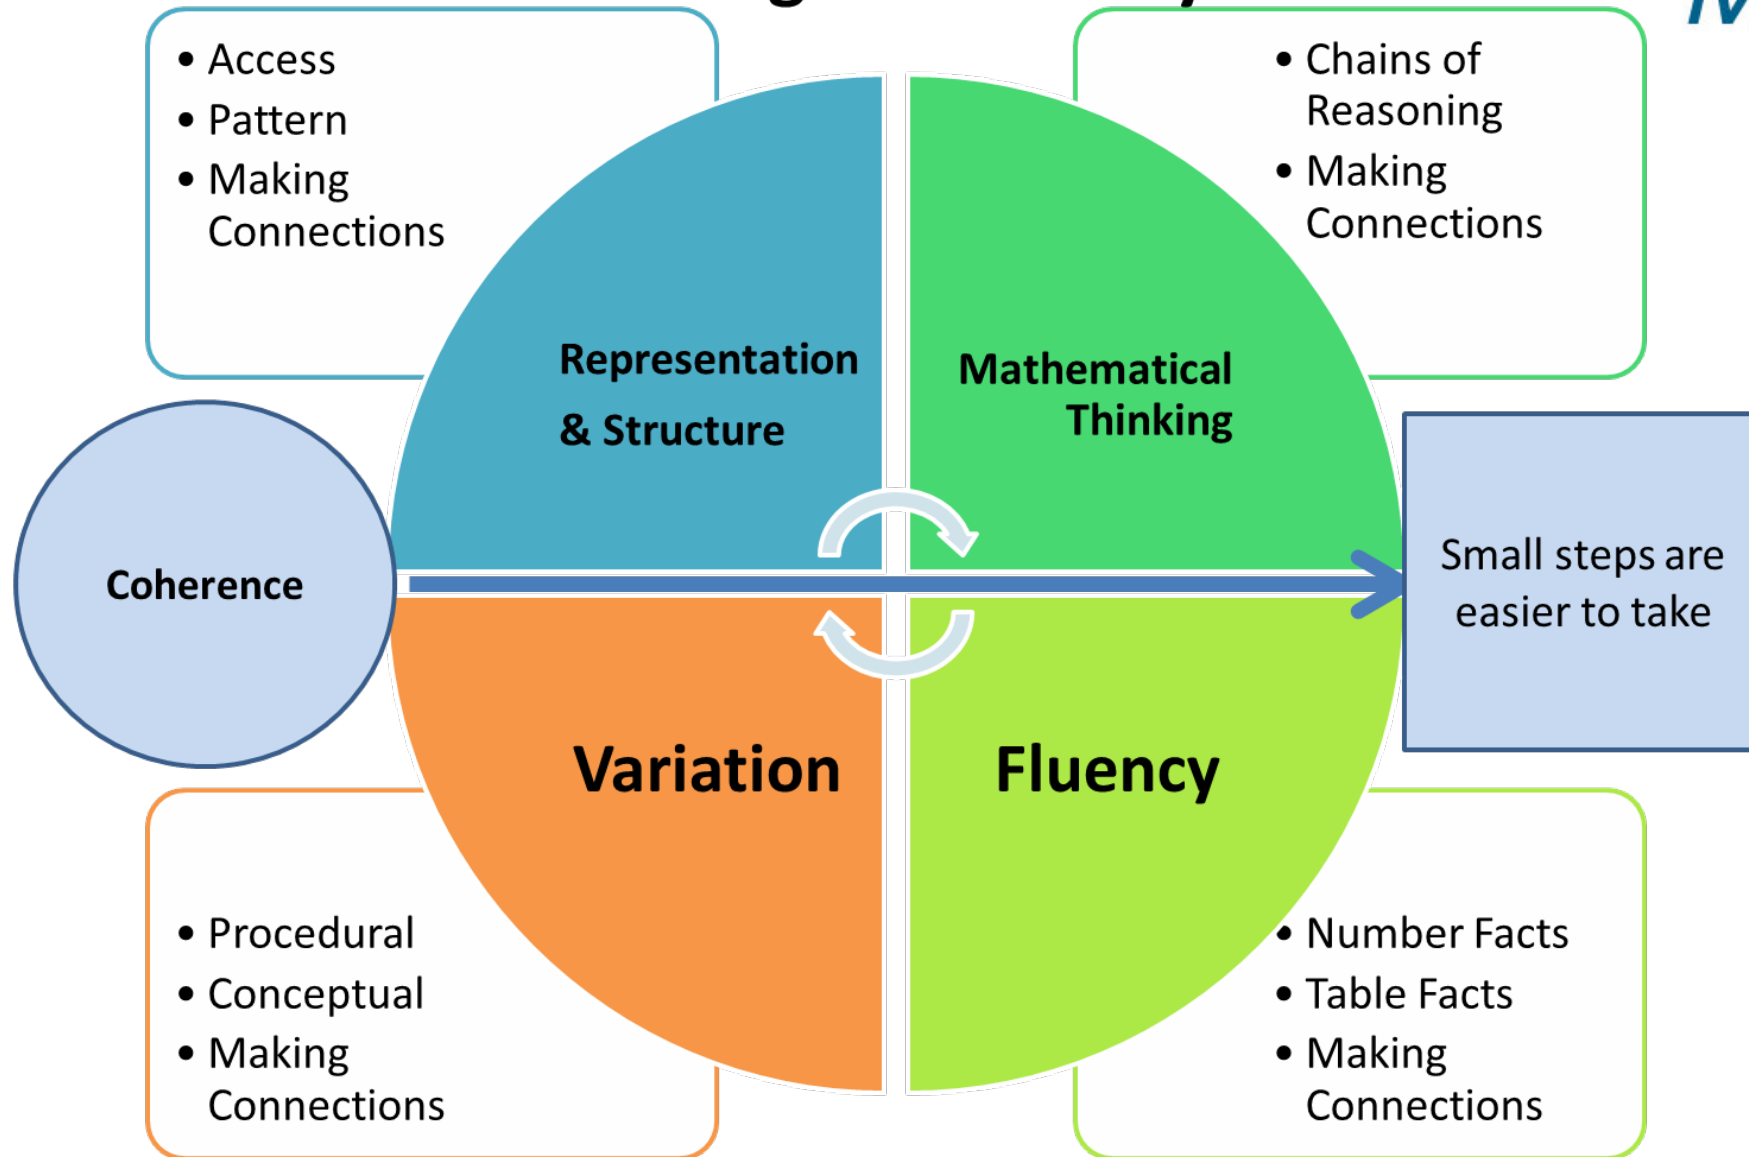 • Access
• Pattern
• Making
Connections
• Chains of
Reasoning
• Making
Connections
Representation
& Structure
Mathematical
Thinking
Coherence
Small steps are
easier to take
Variation
Fluency
• Procedural
• Conceptual
• Making
Connections
• Number Facts
• Table Facts
• Making
Connections